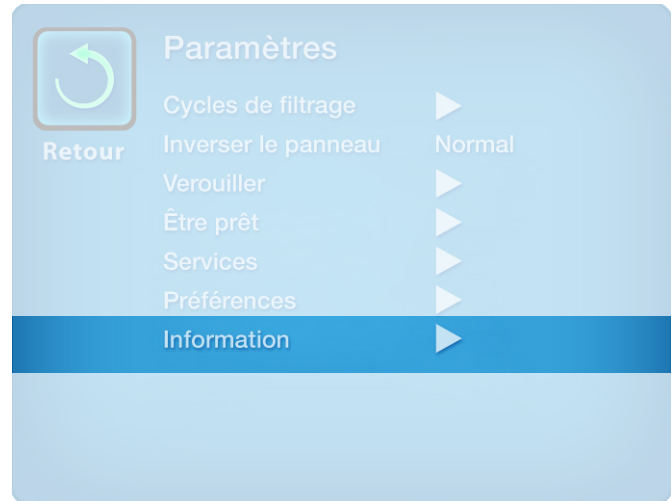 Paramètres
Retour
Cycles de filtrage
Inverser le panneau Normal
Verouiller
Être prêt
Services
Préférences
Information